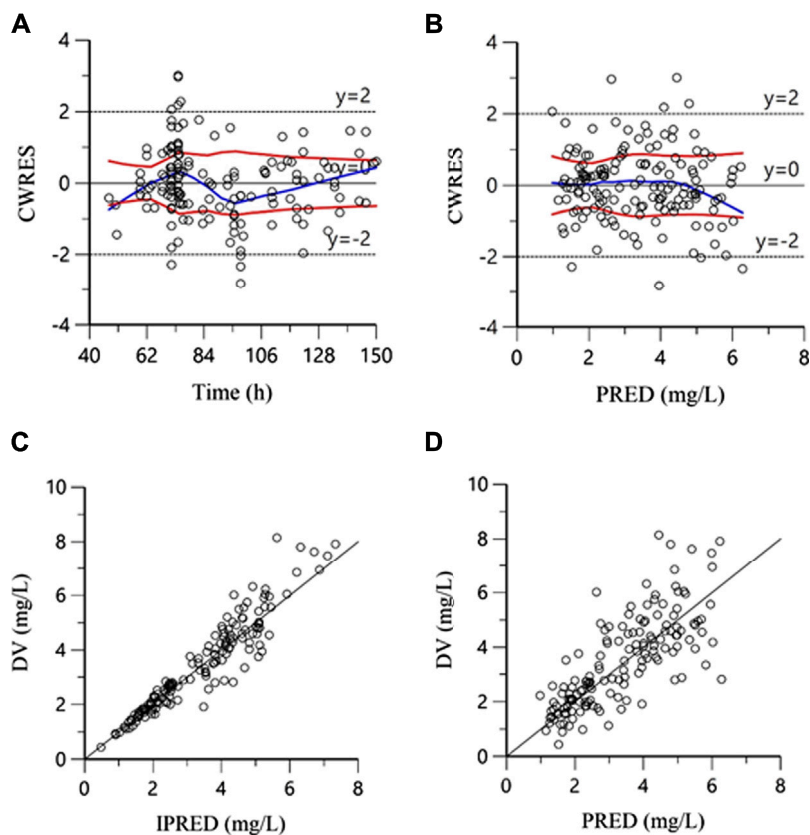 A
B
4
2
0
-2
-4
y=2
y=0
y=-2
CWRES
40 62 84 106 128 150
Time (h)
4
2
0
-2
-4
y=2
y=0
y=-2
CWRES
0 2 4 6 8
PRED (mg/L)
C
D
10
8
6
4
2
0
DV (mg/L)
0 2 4 6 8
IPRED (mg/L)
10
8
6
4
2
0
DV (mg/L)
0 2 4 6 8
PRED (mg/L)